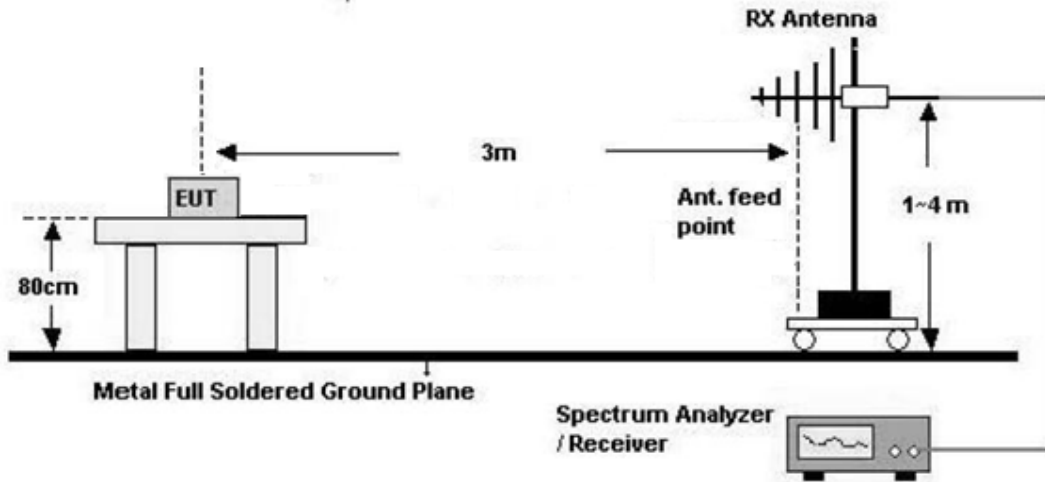 RX Antenna
3m
EUT
Ant. feed
point
1~4 m
80cm
Metal Full Soldered Ground Plane
Spectrum Analyzer
/ Receiver